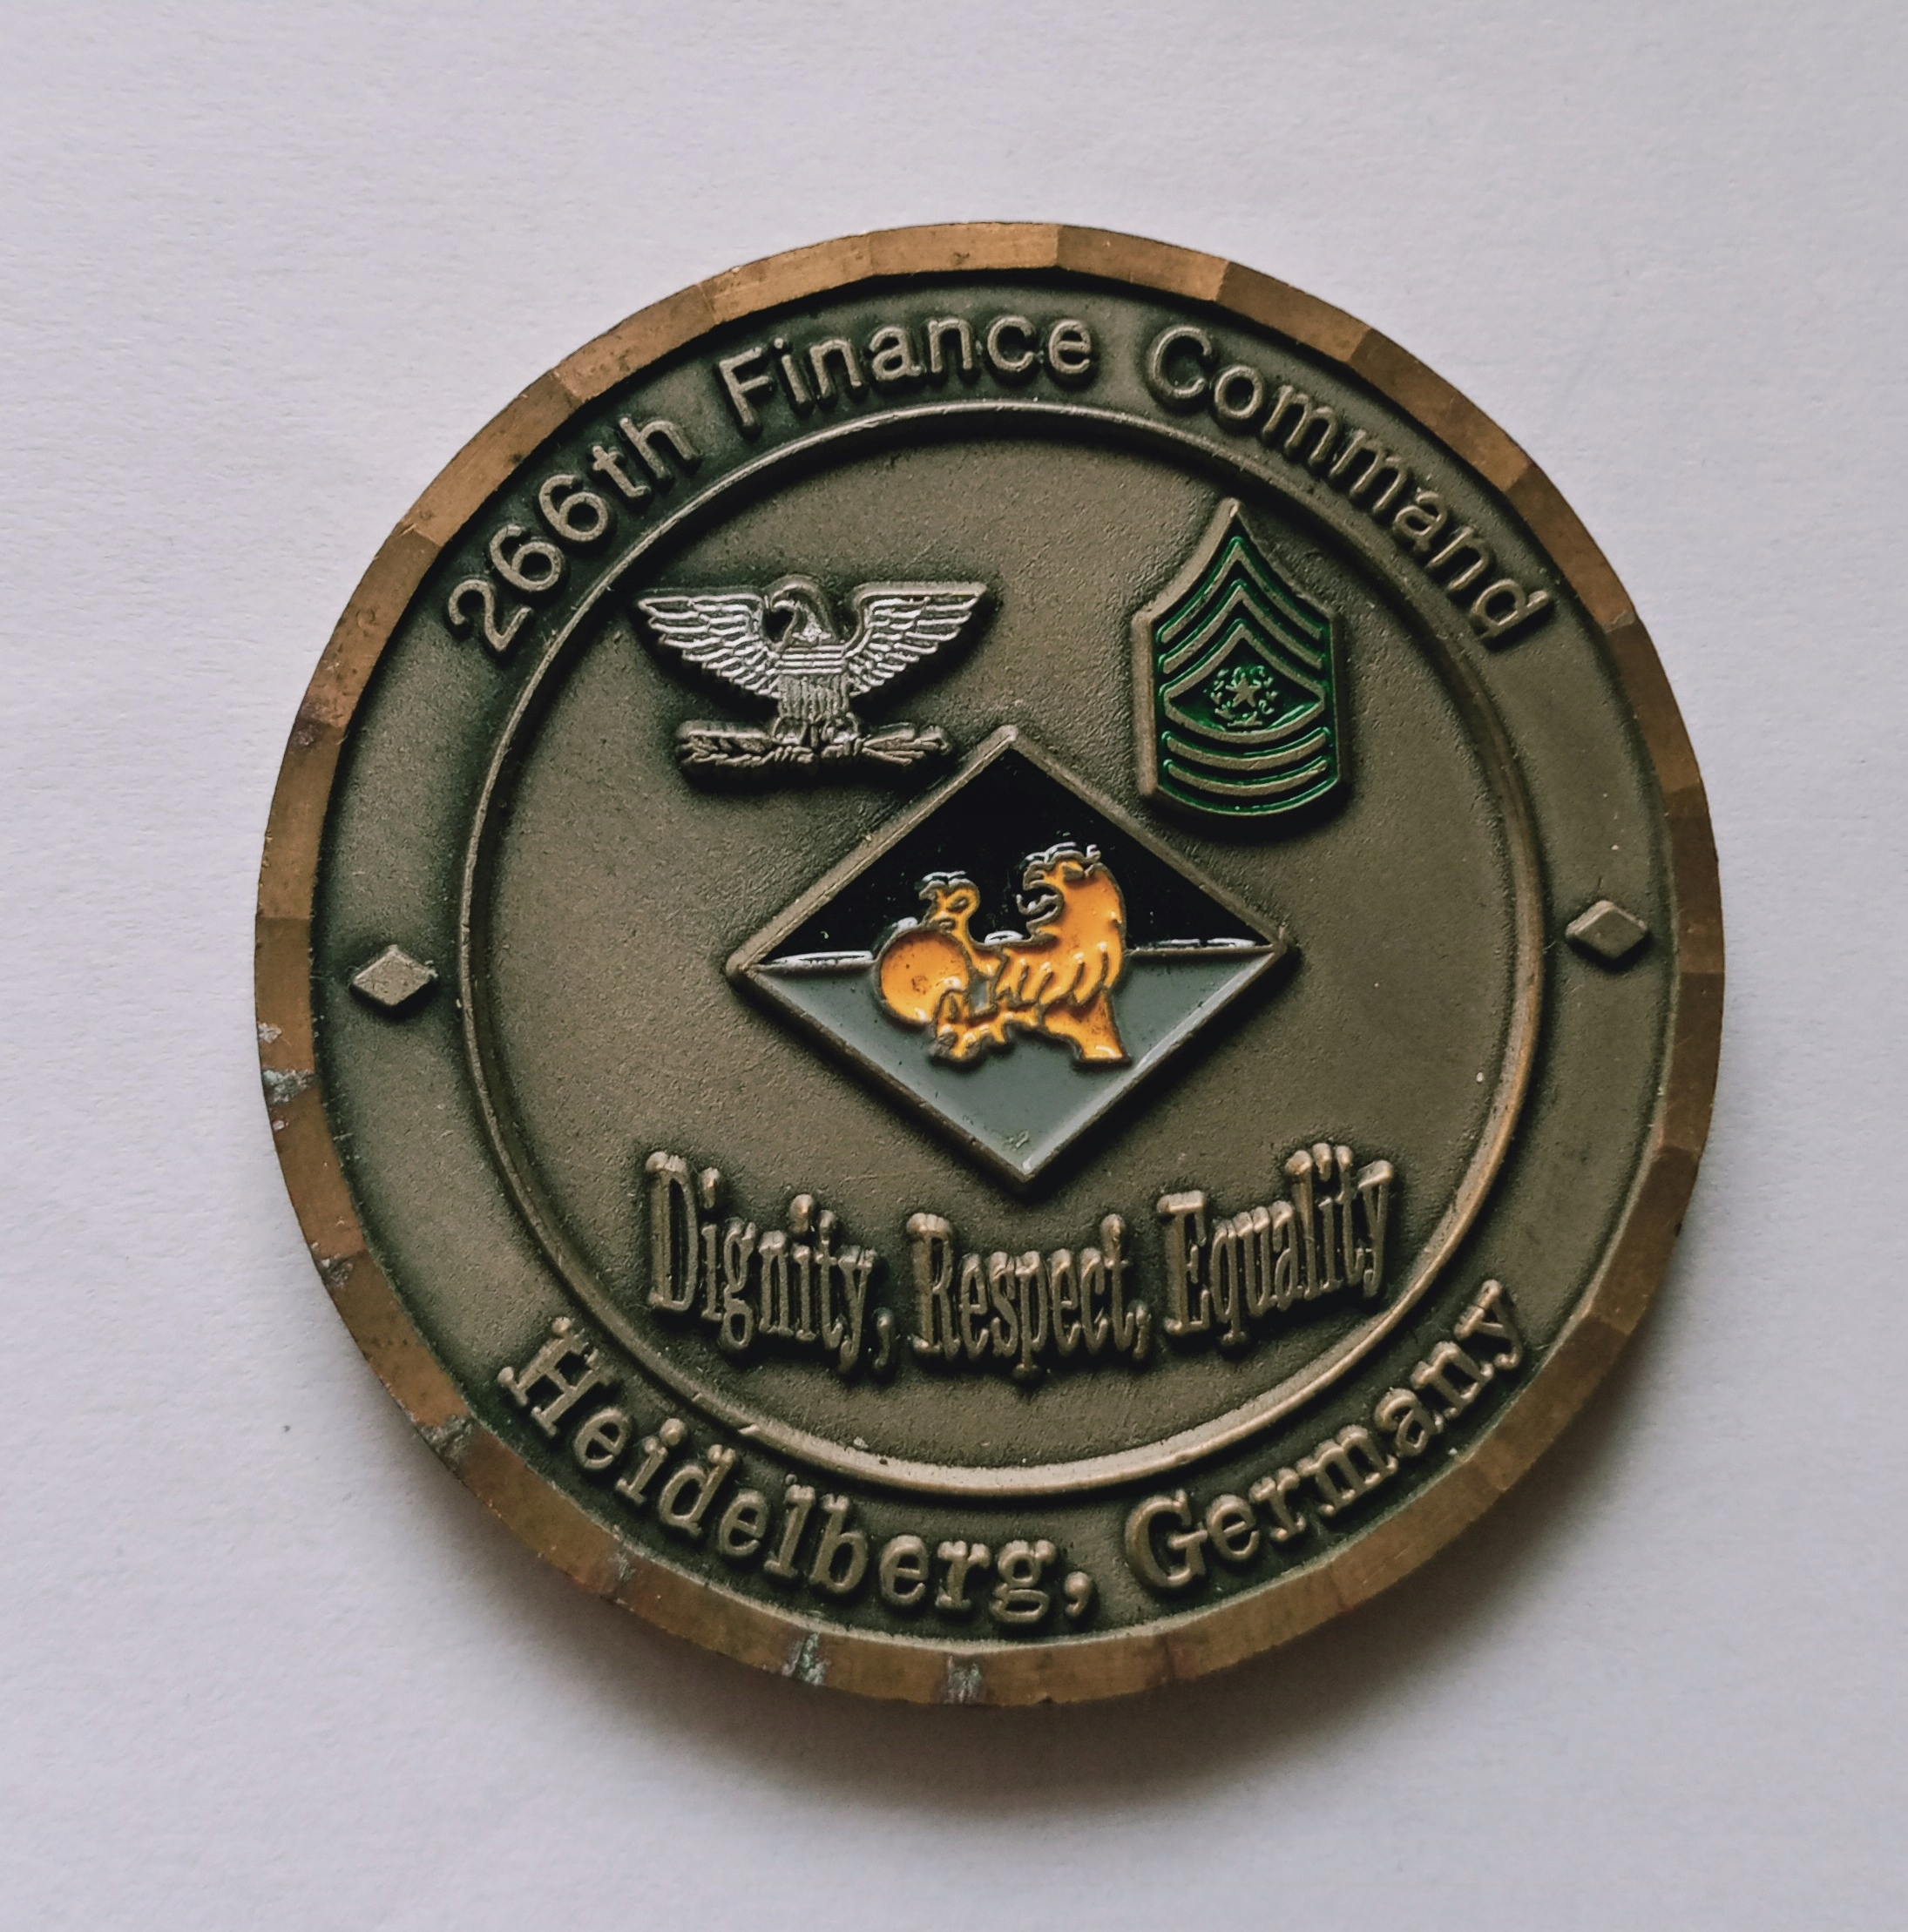 266th Finance Command
Dignity, Respect, Equality
Heidelberg, Germany